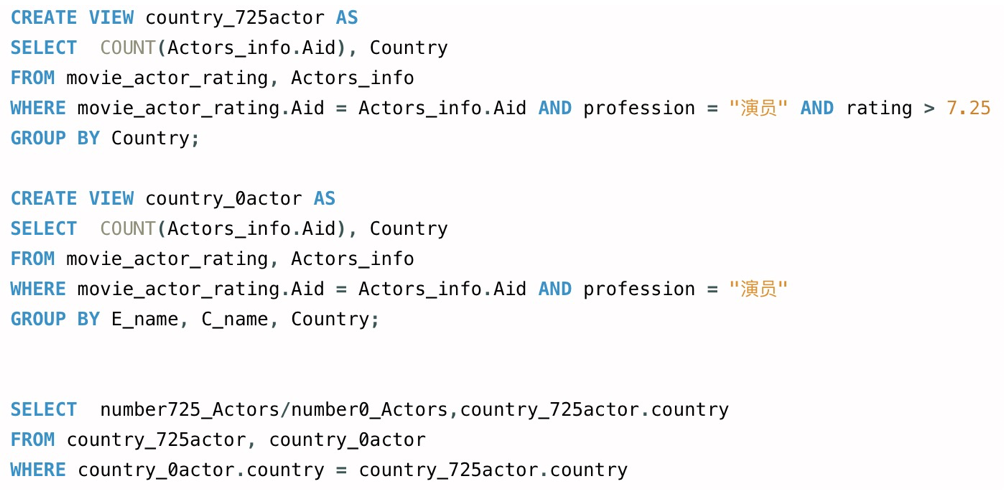 CREATE VIEW country_725actor AS
SELECT  COUNT(Actors_info.Aid), Country
FROM movie_actor_rating, Actors_info
WHERE movie_actor_rating.Aid = Actors_info.Aid AND profession = "演员" AND rating > 7.25
GROUP BY Country;
CREATE VIEW country_0actor AS
SELECT  COUNT(Actors_info.Aid), Country
FROM movie_actor_rating, Actors_info
WHERE movie_actor_rating.Aid = Actors_info.Aid AND profession = "演员"
GROUP BY E_name, C_name, Country;
SELECT  number725_Actors/number0_Actors,country_725actor.country
FROM country_725actor, country_0actor
WHERE country_0actor.country = country_725actor.country